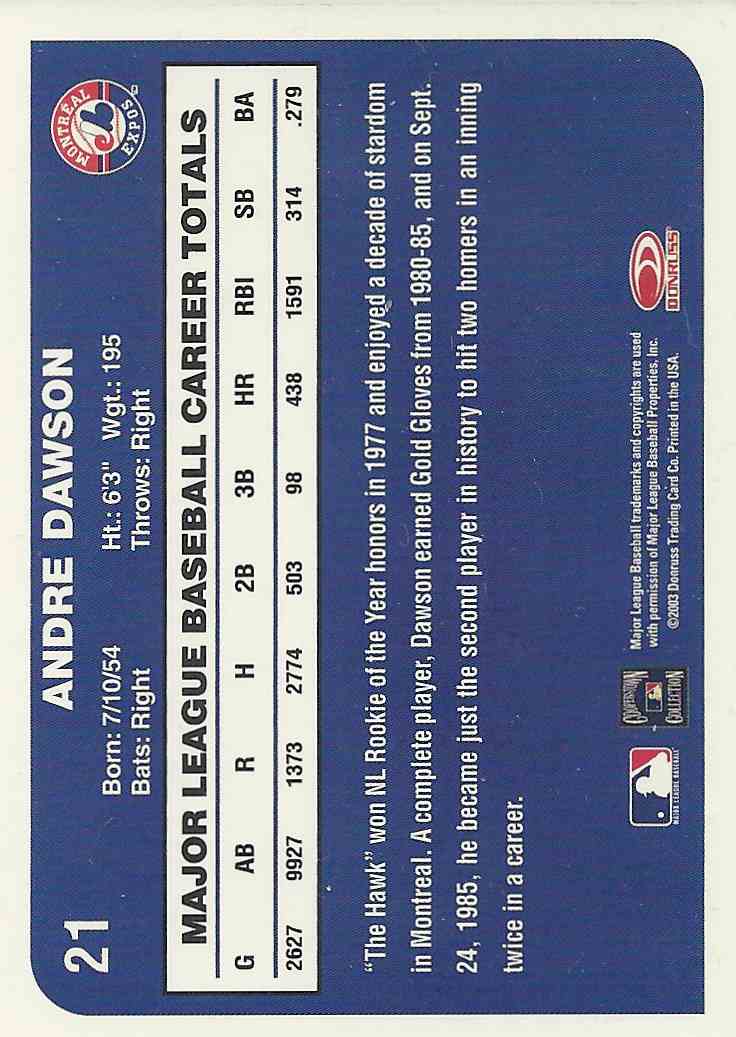 21
ANDRE DAWSON
Born: 7/10/54 Ht.: 6'3" Wgt.: 195
Bats: Right Throws: Right
MONTRÉAL EXPOS
MAJOR LEAGUE BASEBALL CAREER TOTALS
G AB R H 2B 3B HR RBI SB BA
2627 9927 1373 2774 503 98 438 1591 314 .279
“The Hawk” won NL Rookie of the Year honors in 1977 and enjoyed a decade of stardom
in Montreal. A complete player, Dawson earned Gold Gloves from 1980-85, and on Sept.
24, 1985, he became just the second player in history to hit two homers in an inning
twice in a career.
MAJOR LEAGUE BASEBALL
COOPERSTOWN
COLLECTION
Major League Baseball trademarks and copyrights are used
with permission of Major League Baseball Properties, Inc.
©2003 Donruss Trading Card Co. Printed in the USA.
DONRUSS